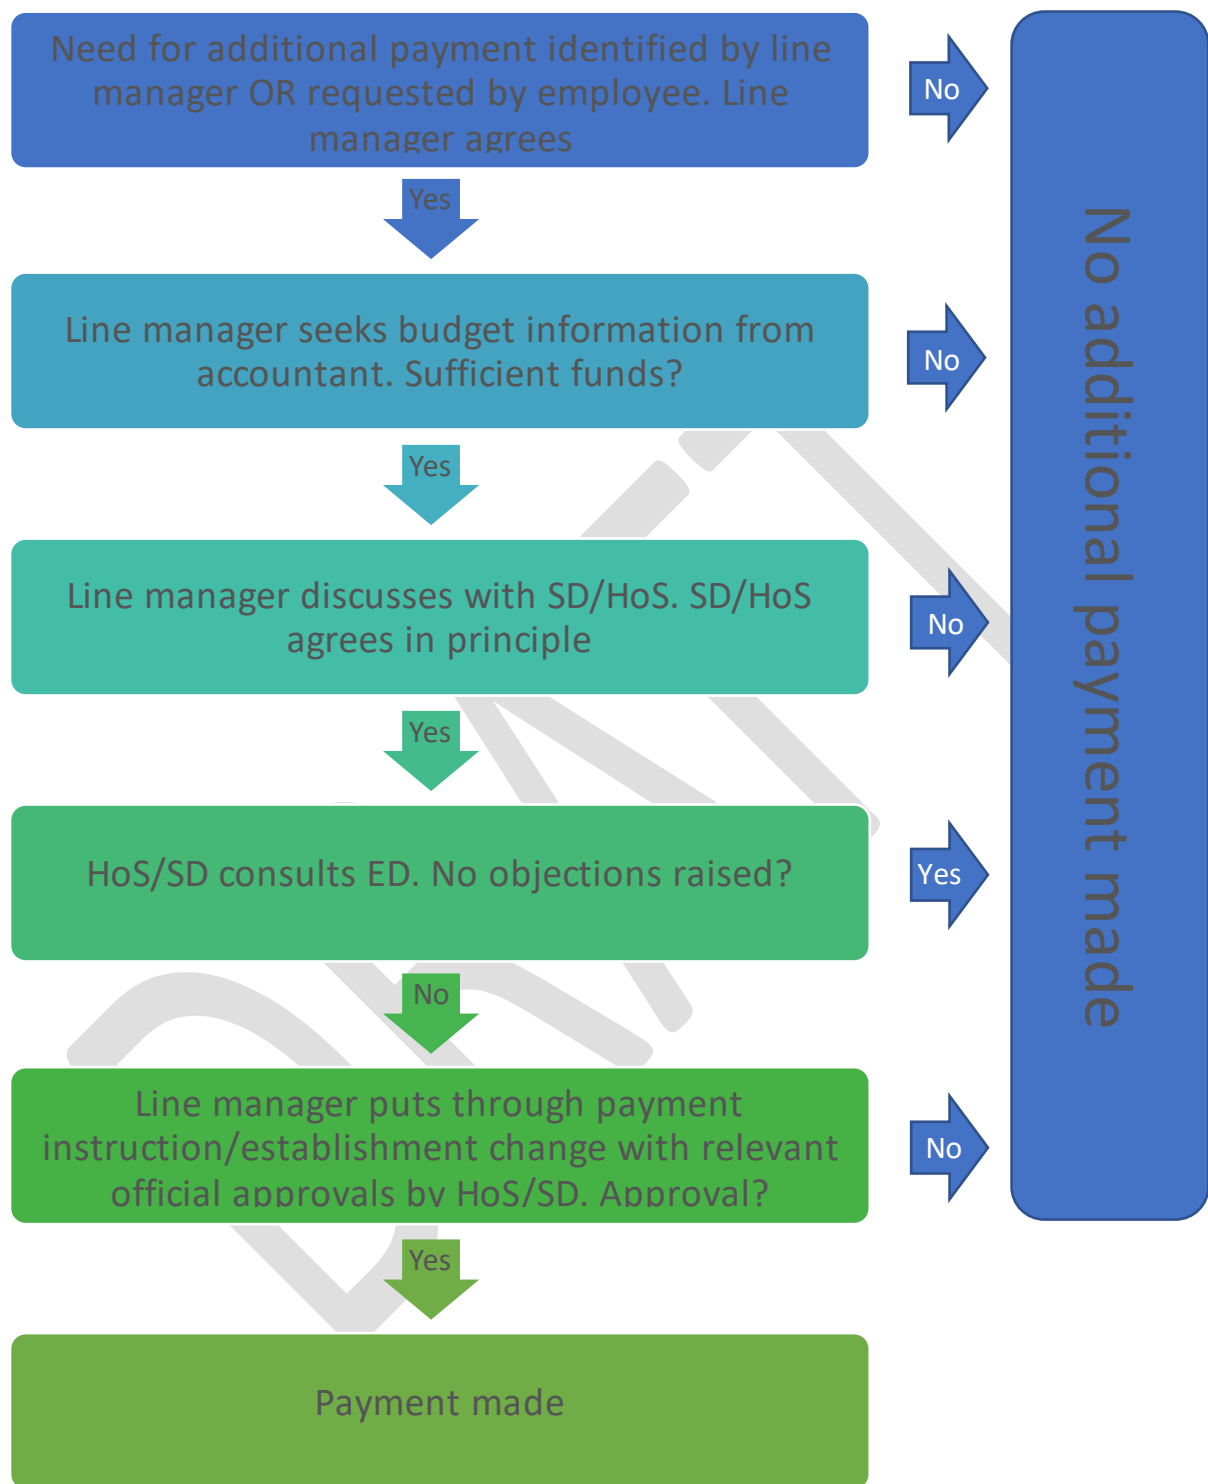 Need for additional payment identified by line
manager OR requested by employee. Line
manager agrees
No
Yes
Line manager seeks budget information from
accountant. Sufficient funds?
No
Yes
Line manager discusses with SD/HoS. SD/HoS
agrees in principle
No
Yes
HoS/SD consults ED. No objections raised?
Yes
No
Line manager puts through payment
instruction/establishment change with relevant
official approvals by HoS/SD. Approval?
No
Yes
Payment made
No additional payment made